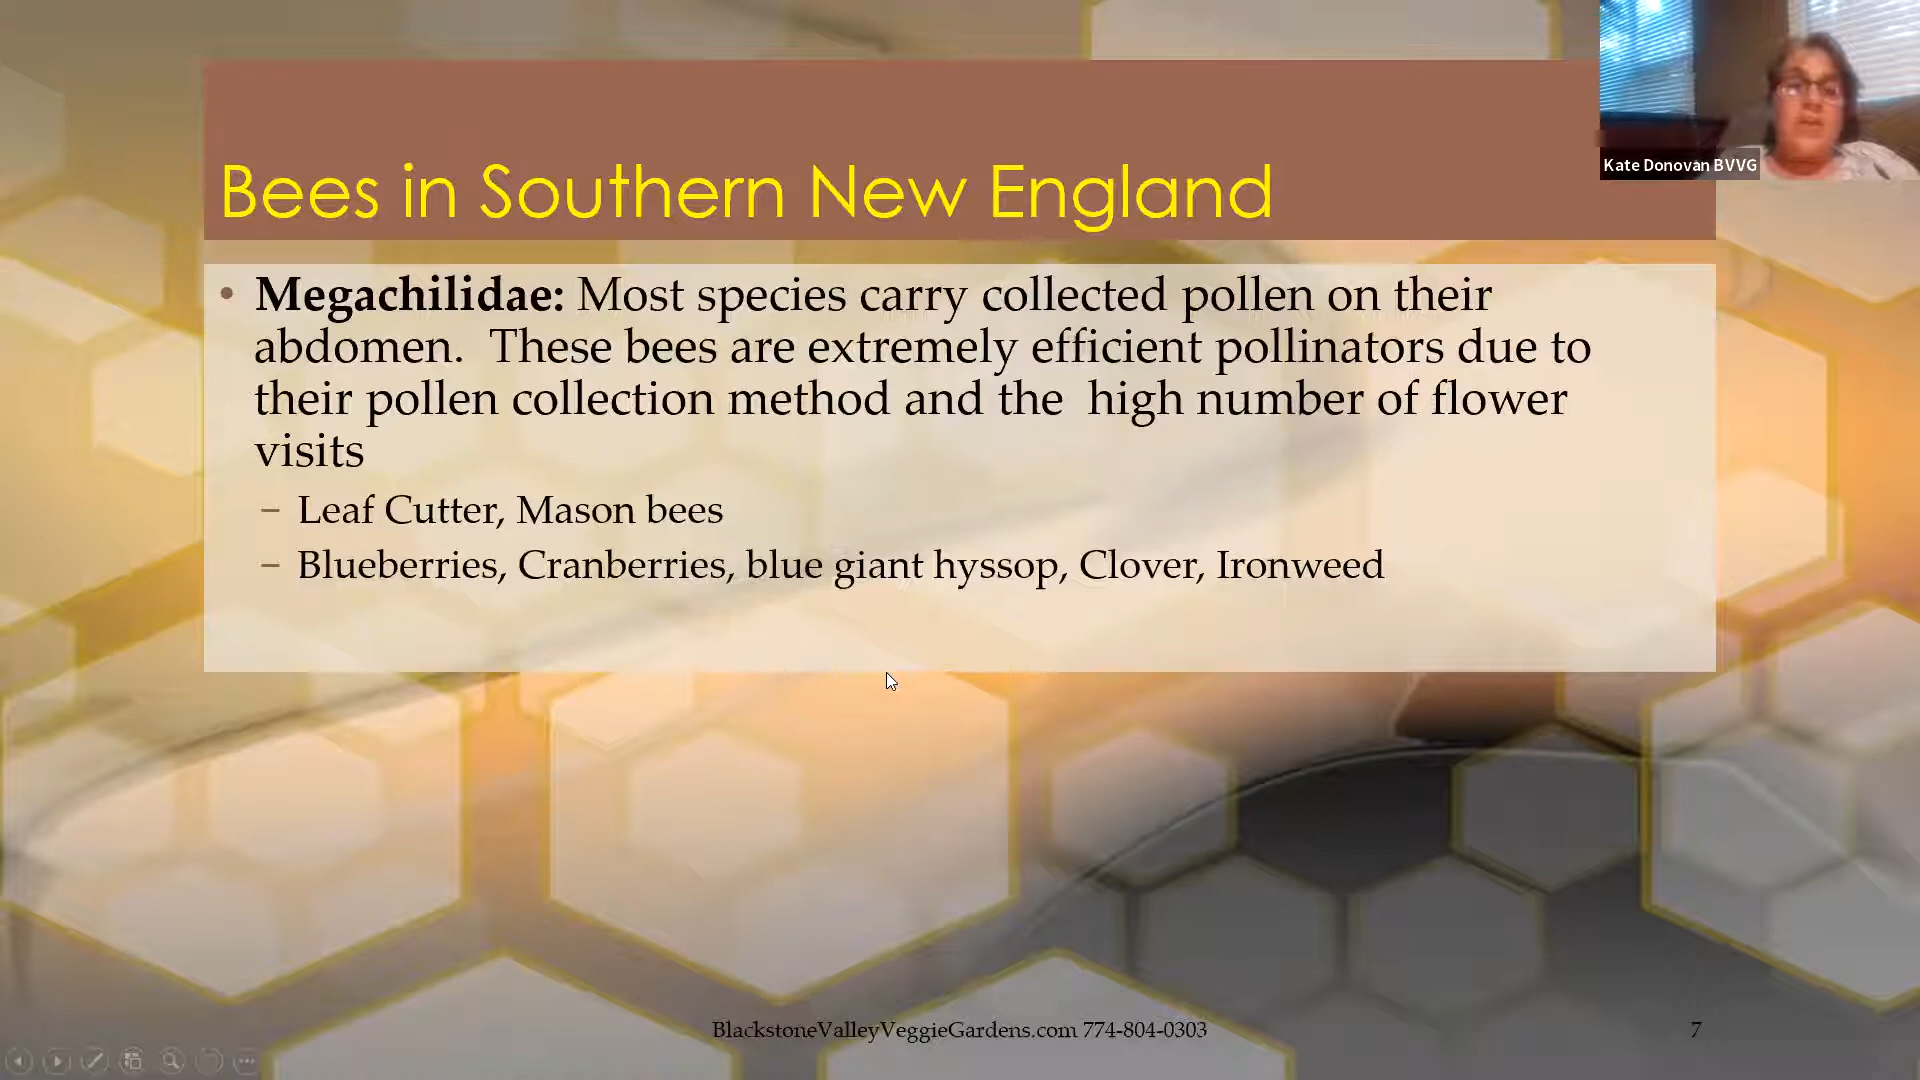 Kate Donovan BVVG
Bees in Southern New England
• Megachilidae: Most species carry collected pollen on their
abdomen.  These bees are extremely efficient pollinators due to
their pollen collection method and the  high number of flower
visits
– Leaf Cutter, Mason bees
– Blueberries, Cranberries, blue giant hyssop, Clover, Ironweed
BlackstoneValleyVeggieGardens.com 774-804-0303
7